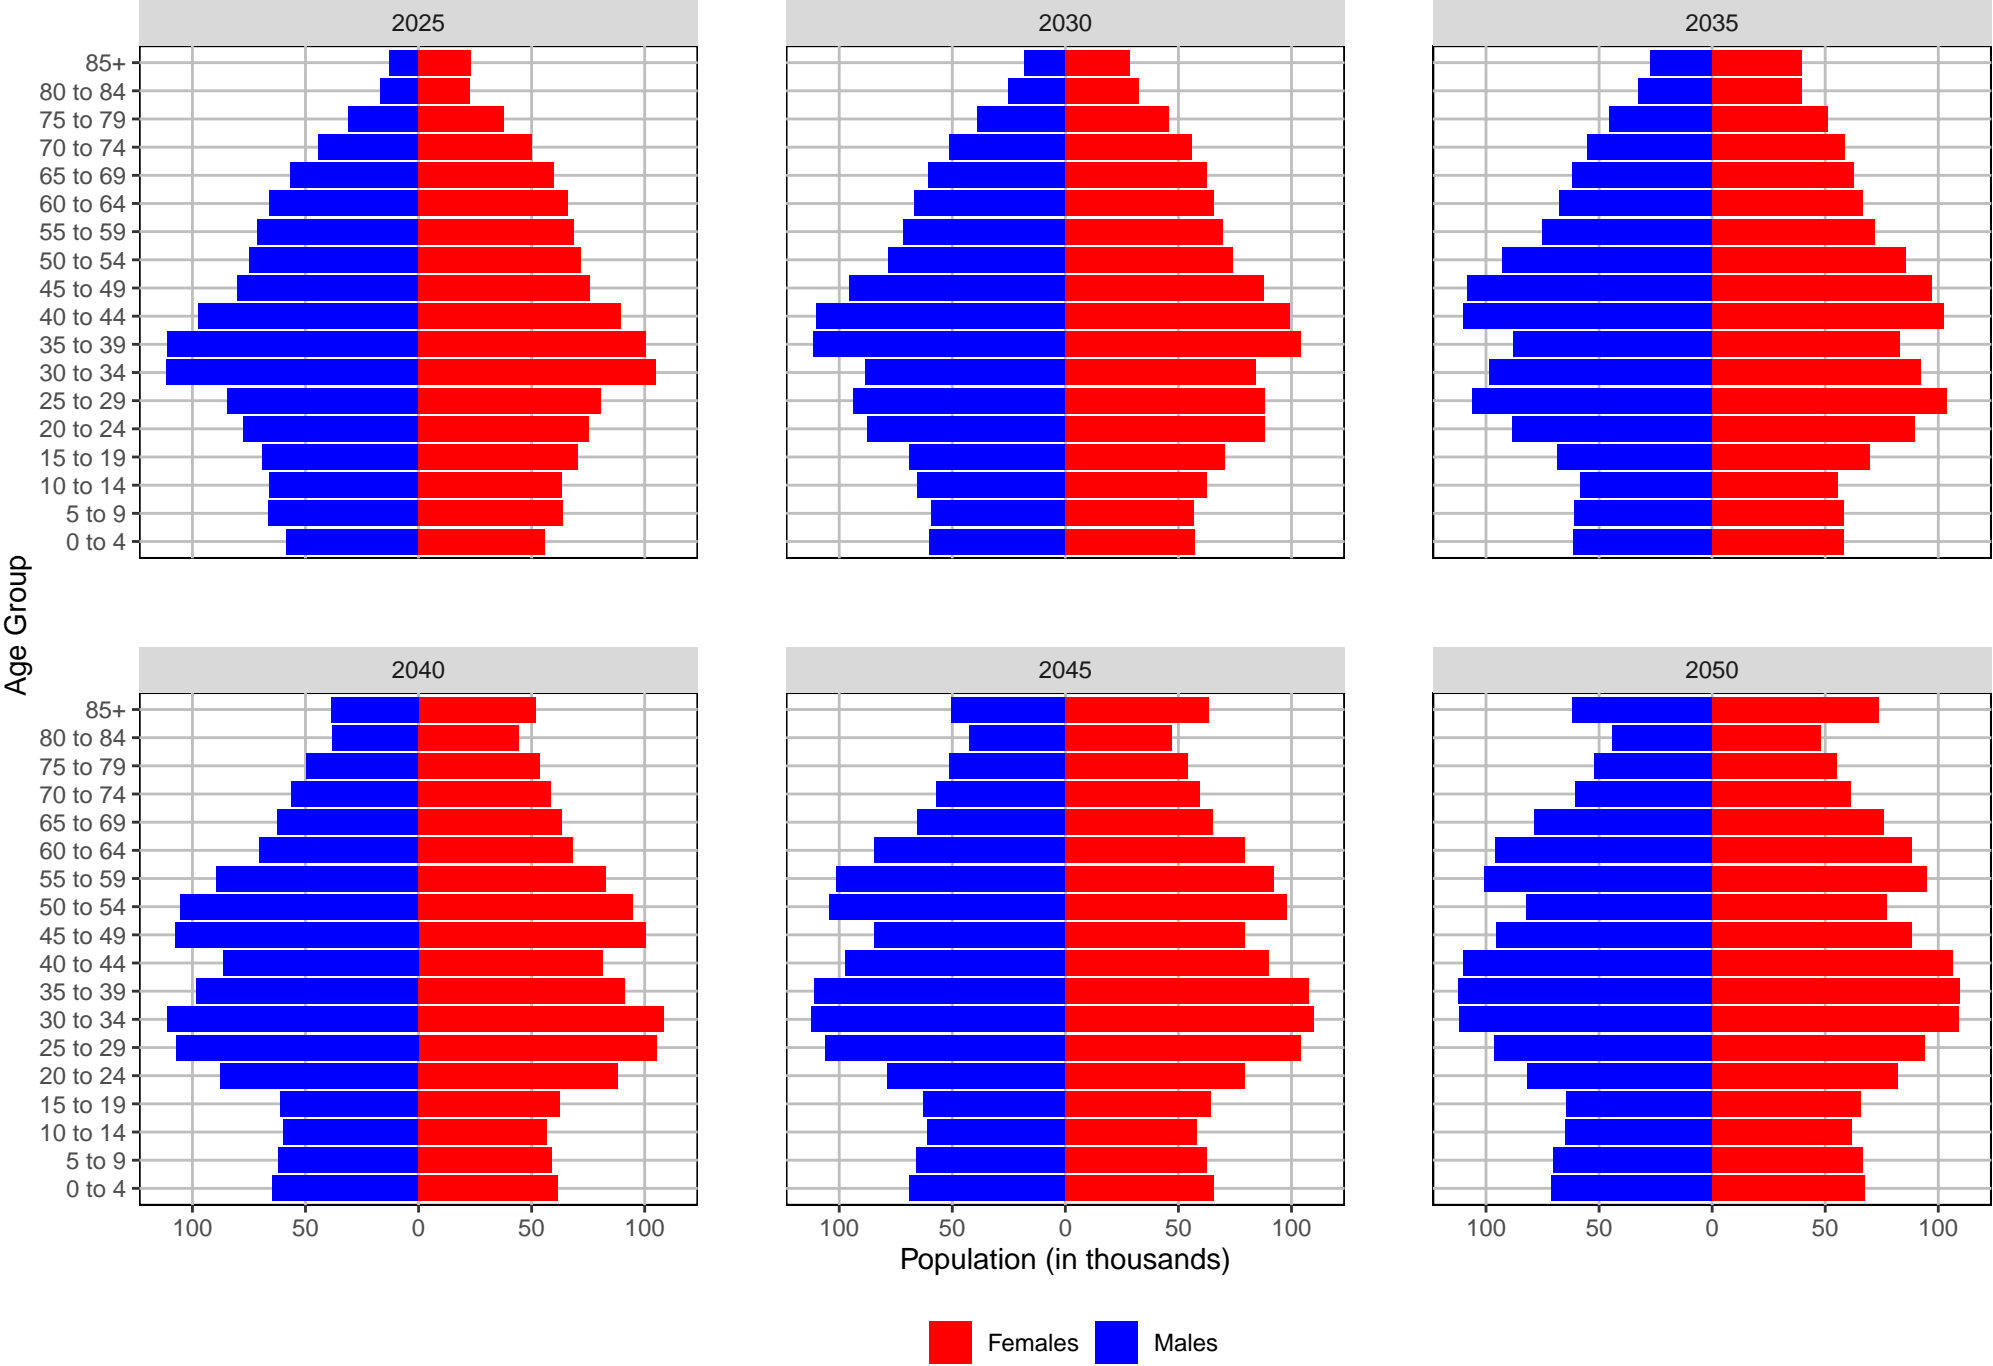 2025
2030
2035
85+
80 to 84
75 to 79
70 to 74
65 to 69
60 to 64
55 to 59
50 to 54
45 to 49
40 to 44
35 to 39
30 to 34
25 to 29
20 to 24
15 to 19
10 to 14
5 to 9
0 to 4
Age Group
2040
2045
2050
85+
80 to 84
75 to 79
70 to 74
65 to 69
60 to 64
55 to 59
50 to 54
45 to 49
40 to 44
35 to 39
30 to 34
25 to 29
20 to 24
15 to 19
10 to 14
5 to 9
0 to 4
100 50 0 50 100
100 50 0 50 100
100 50 0 50 100
Population (in thousands)
Females Males